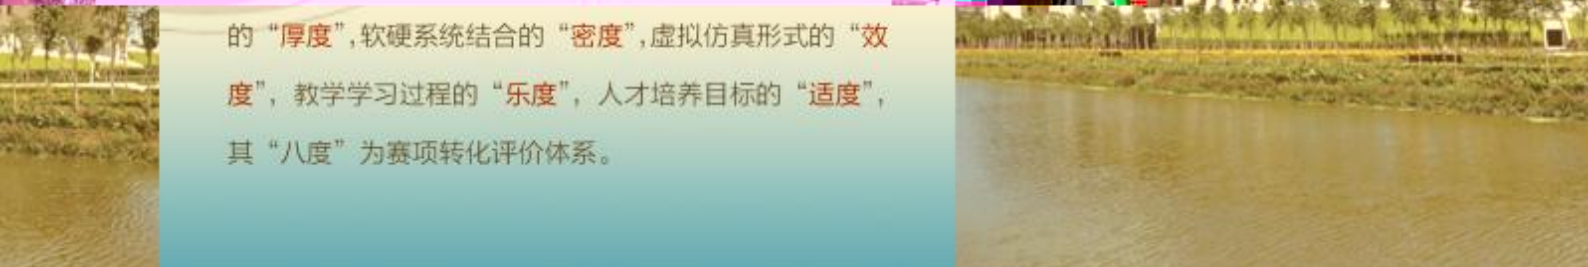 的“厚度”,软硬系统结合的“密度”,虚拟仿真形式的“效
度”，教学学习过程的“乐度”，人才培养目标的“适度”，
其“八度”为赛项转化评价体系。